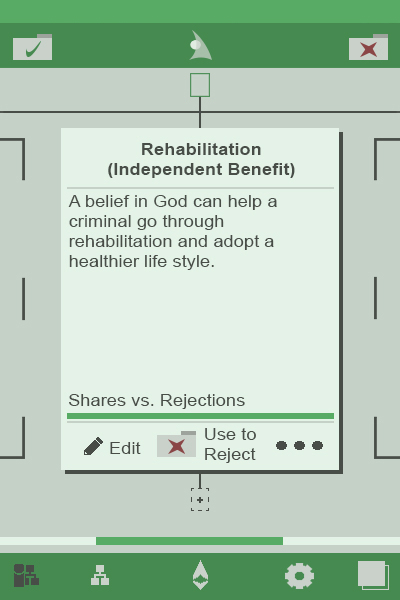 Rehabilitation
(Independent Benefit)
A belief in God can help a
criminal go through
rehabilitation and adopt a
healthier life style.
Shares vs. Rejections
Edit
Use to
Reject